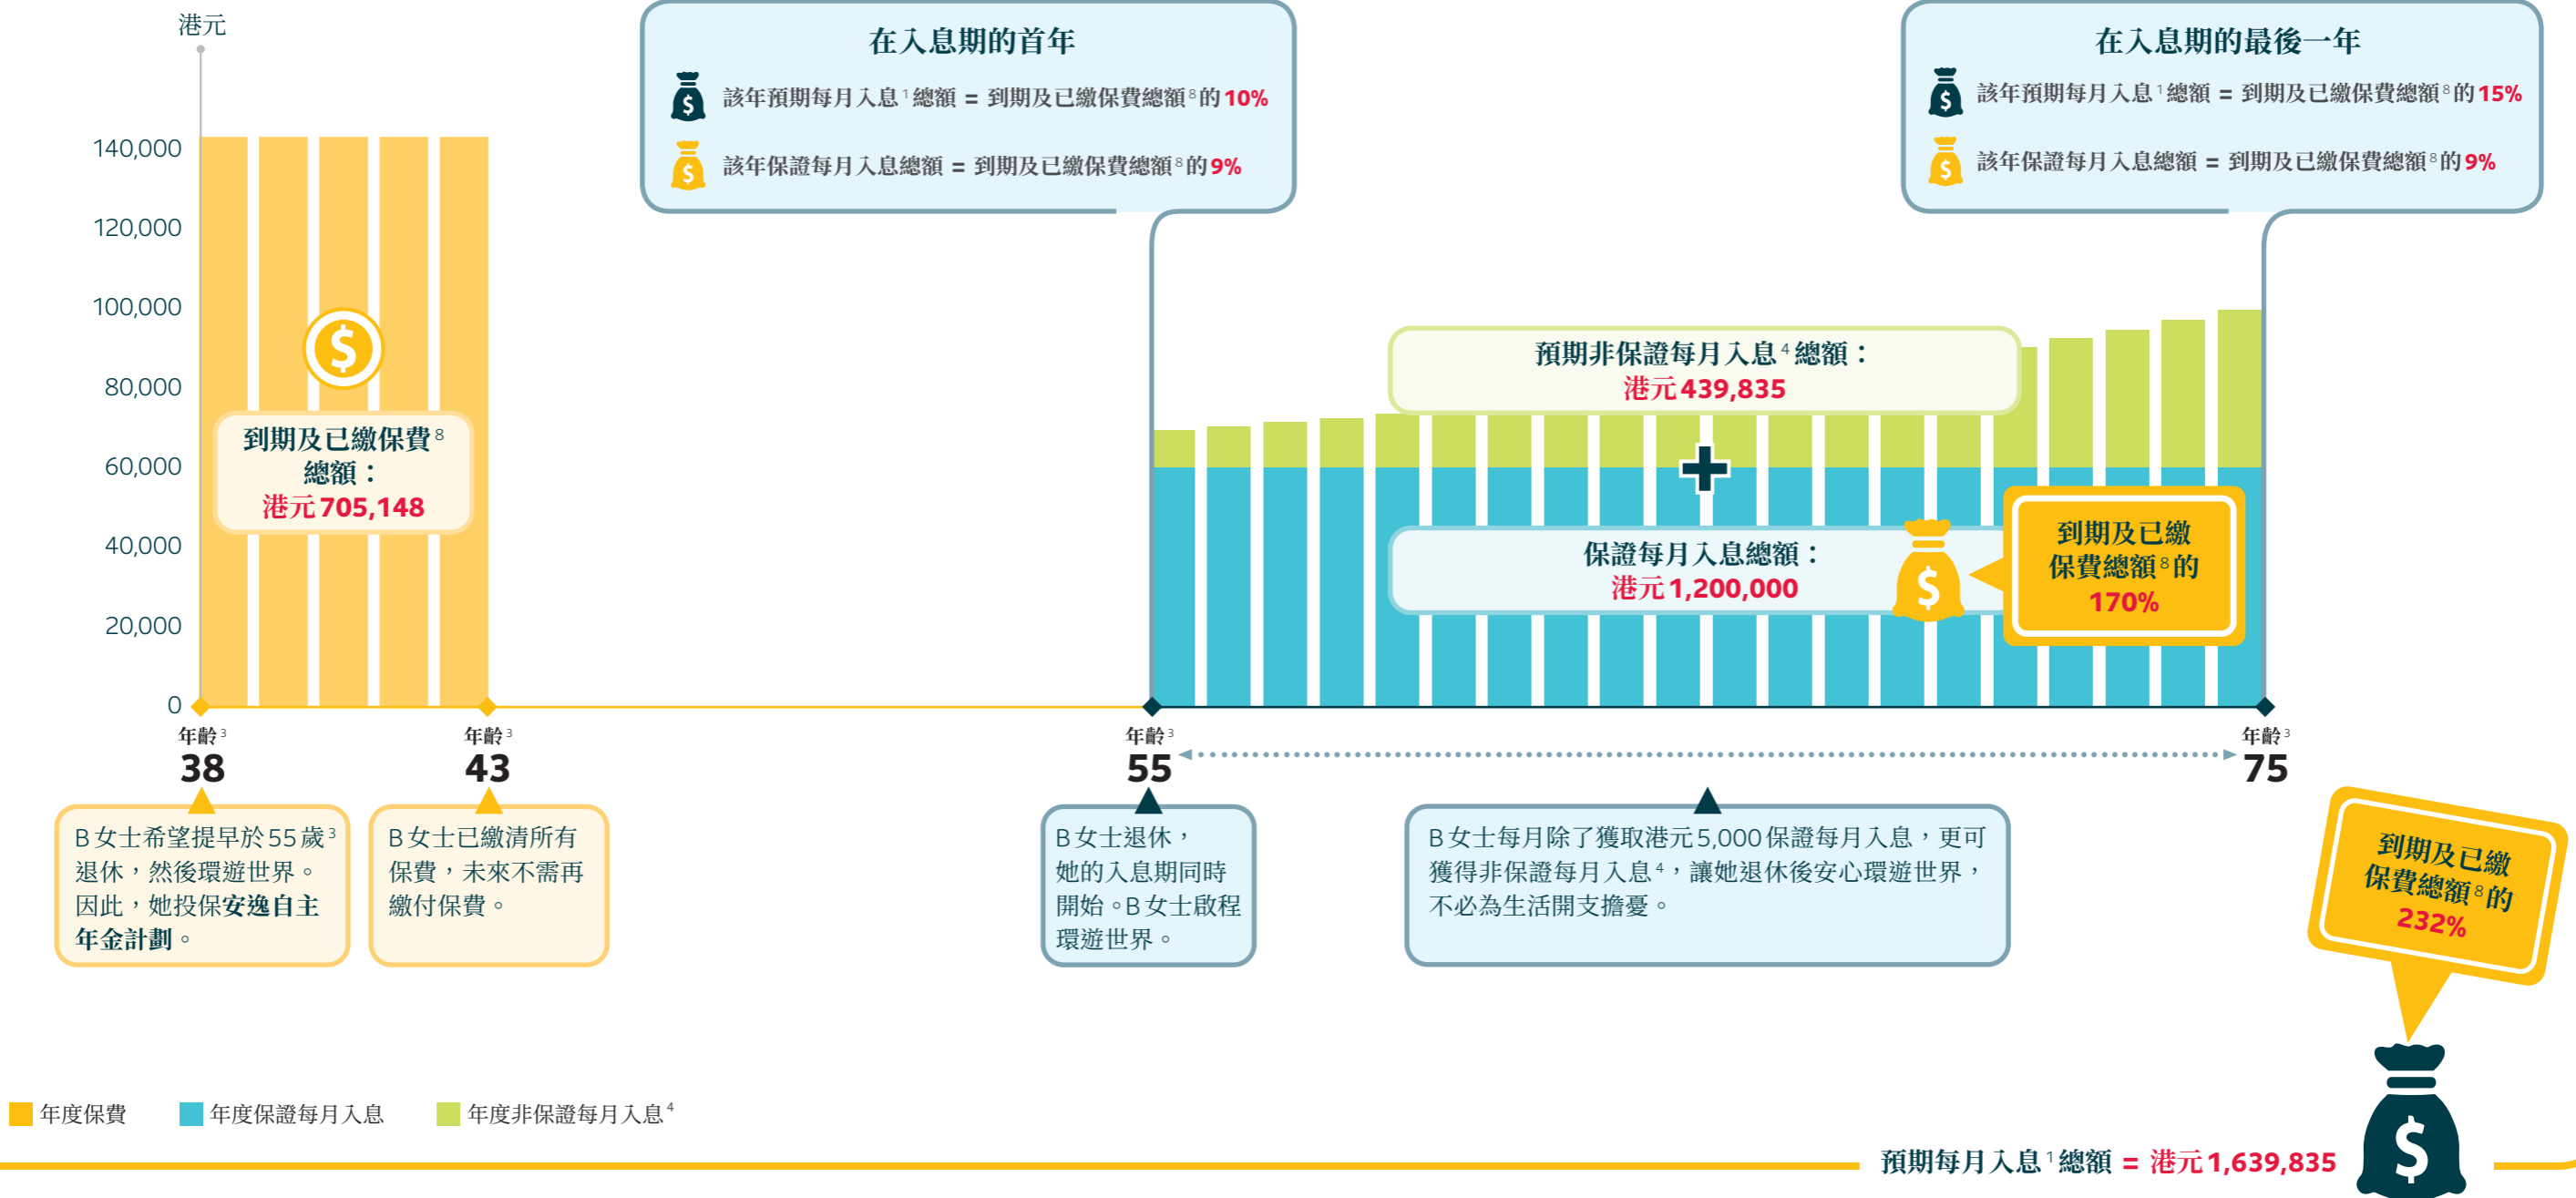 港元
140,000
120,000
100,000
80,000
60,000
40,000
20,000
0
到期及已繳保費8
總額：
港元705,148
在入息期的首年
該年預期每月入息1總額 = 到期及已繳保費總額8的10%
該年保證每月入息總額 = 到期及已繳保費總額8的9%
在入息期的最後一年
該年預期每月入息1總額 = 到期及已繳保費總額8的15%
該年保證每月入息總額 = 到期及已繳保費總額8的9%
預期非保證每月入息4總額：
港元439,835
保證每月入息總額：
港元1,200,000
到期及已繳
保費總額8的
170%
年齡3
38
年齡3
43
年齡3
55
年齡3
75
B女士希望提早於55歲3
退休，然後環遊世界。
因此，她投保安逸自主
年金計劃。
B女士已繳清所有
保費，未來不需再
繳付保費。
B女士退休，
她的入息期同時
開始。B女士啟程
環遊世界。
B女士每月除了獲取港元5,000保證每月入息，更可
獲得非保證每月入息4，讓她退休後安心環遊世界，
不必為生活開支擔憂。
到期及已繳
保費總額8的
232%
年度保費
年度保證每月入息
年度非保證每月入息4
預期每月入息1總額 = 港元1,639,835